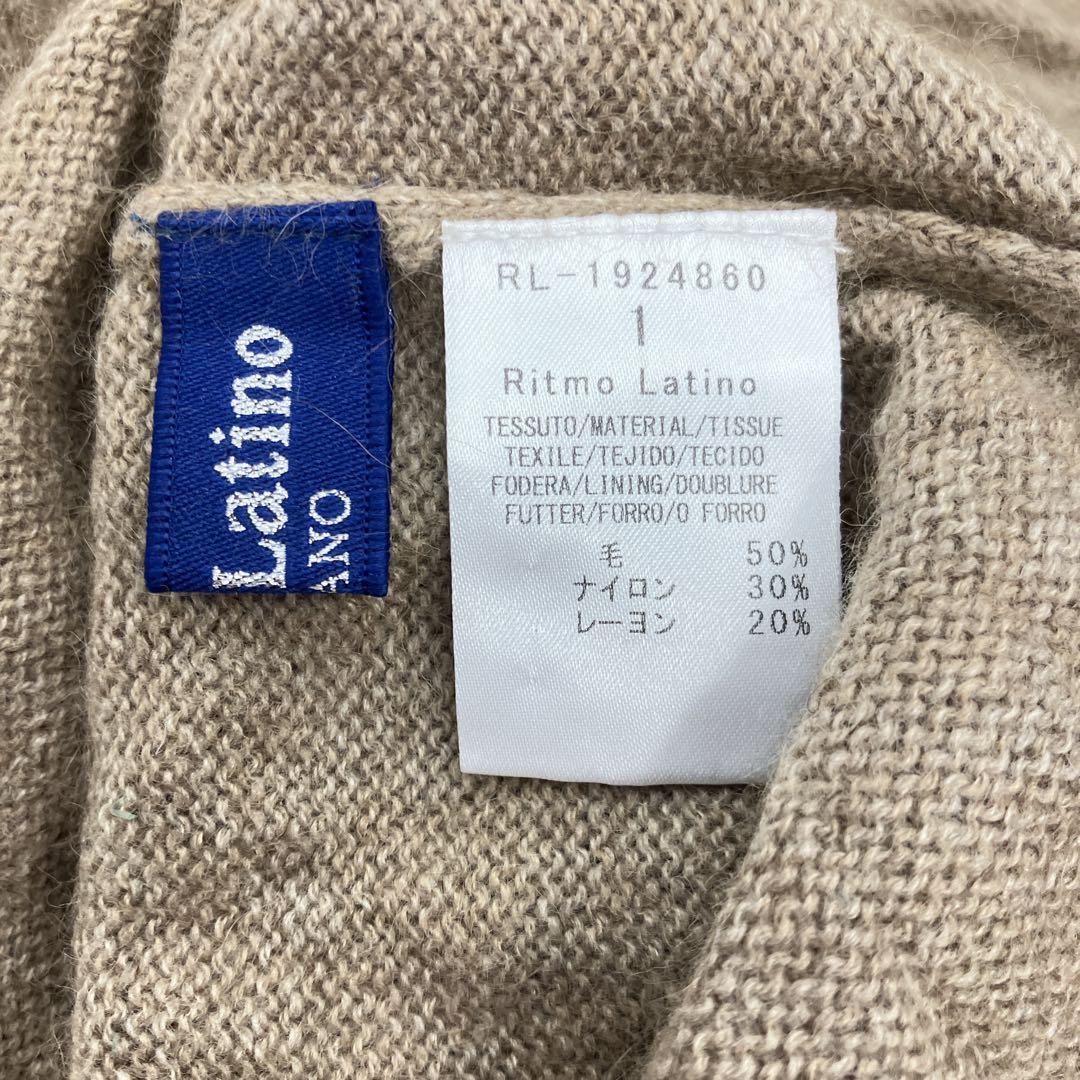 Latino
ANO
RL-1924860
1
Ritmo Latino
TESSUTO/MATERIAL/TISSUE
TEXILE/TEJIDO/TECIDO
FODERA/LINING/DOUBLURE
FUTTER/FORRO/O FORRO
毛 50%
ナイロン 30%
レーヨン 20%